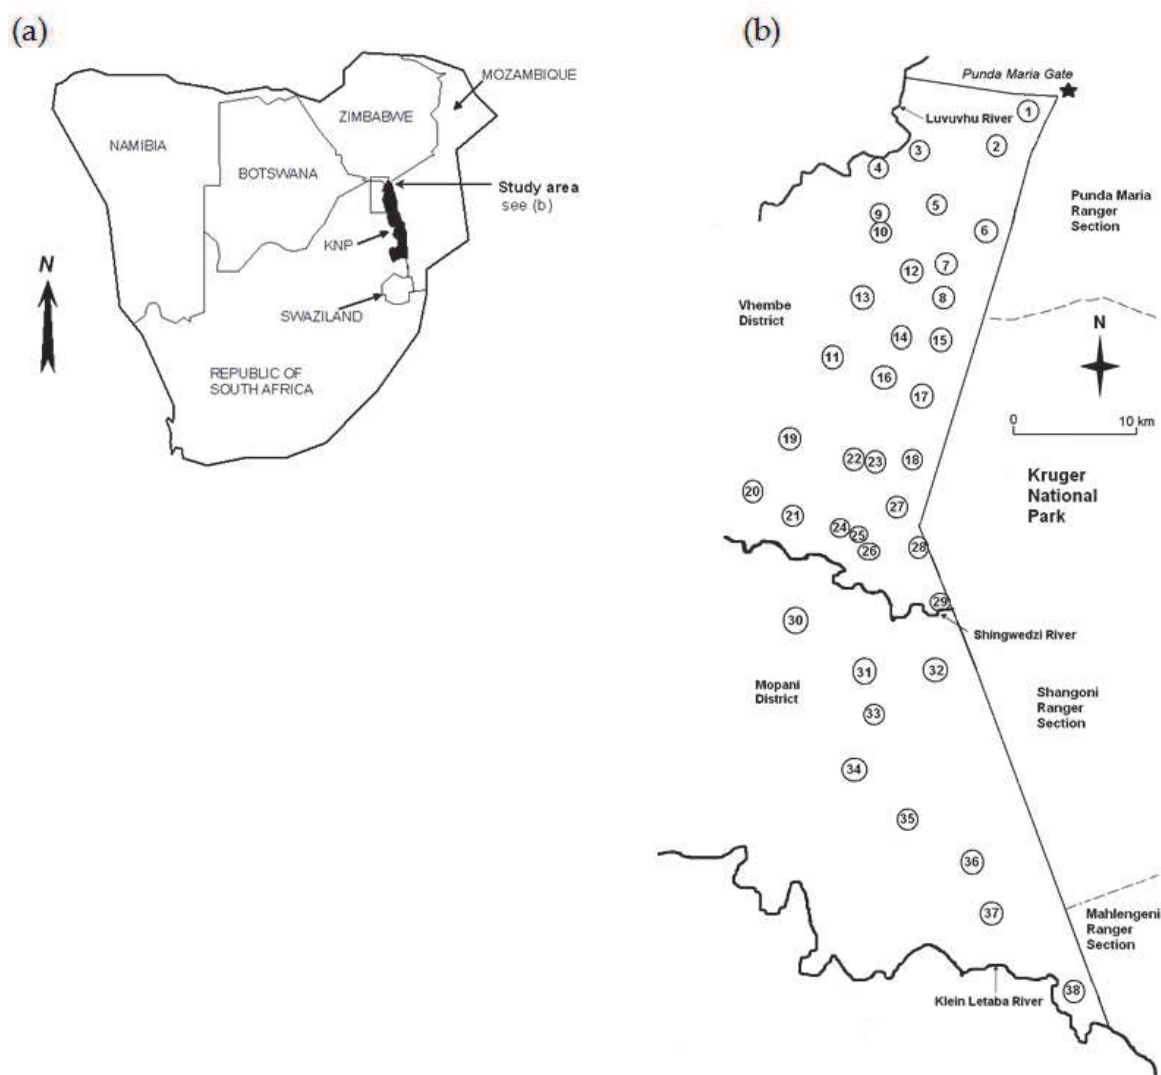 (a)
MOZAMBIQUE
ZIMBABWE
NAMIBIA
BOTSWANA
Study area
see (b)
KNP
N
SWAZILAND
REPUBLIC OF
SOUTH AFRICA
(b)
Punda Maria Gate
1
Luvuvhu River
2
3
4
Punda Maria
Ranger
Section
5
9
10
6
7
12
13
8
Vhembe
District
14
15
N
11
16
17
0
10 km
19
22
23
18
Kruger
National
Park
20
27
21
24
25
26
28
29
30
Shingwedzi River
31
32
Mopani
District
Shangoni
Ranger
Section
33
34
35
36
37
Mahlengeni
Ranger
Section
38
Klein Letaba River